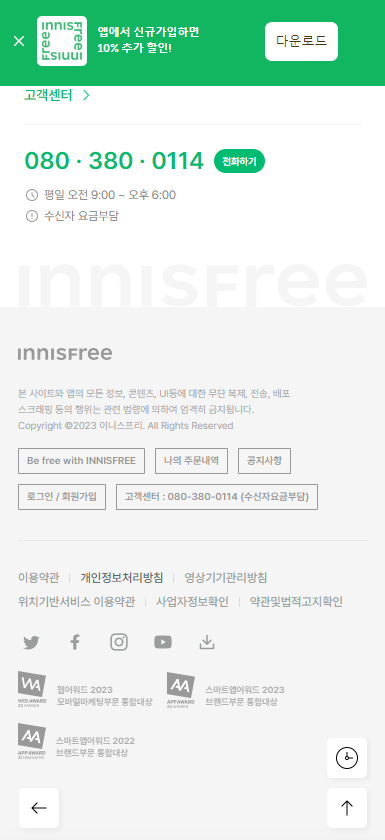 innis
free
Free
innis
앱에서 신규가입하면
10% 추가 할인!
다운로드
고객센터
080 · 380 · 0114 전화하기
평일 오전 9:00 ~ 오후 6:00
수신자 요금부담
innisFree
innisFree
본 사이트와 앱의 모든 정보, 콘텐츠, UI등에 대한 무단 복제, 전송, 배포
스크래핑 등의 행위는 관련 법령에 의하여 엄격히 금지됩니다.
Copyright ©2023 이니스프리. All Rights Reserved
Be free with INNISFREE 나의 주문내역 공지사항
로그인 / 회원가입 고객센터 : 080-380-0114 (수신자요금부담)
이용약관 개인정보처리방침 영상기기관리방침
위치기반서비스 이용약관 사업자정보확인 약관및법적고지확인
WA
WEB AWARD
웹어워드 2023
모바일마케팅부문 통합대상
AA
APP AWARD
스마트앱어워드 2023
브랜드부문 통합대상
AA
APP AWARD
스마트앱어워드 2022
브랜드부문 통합대상